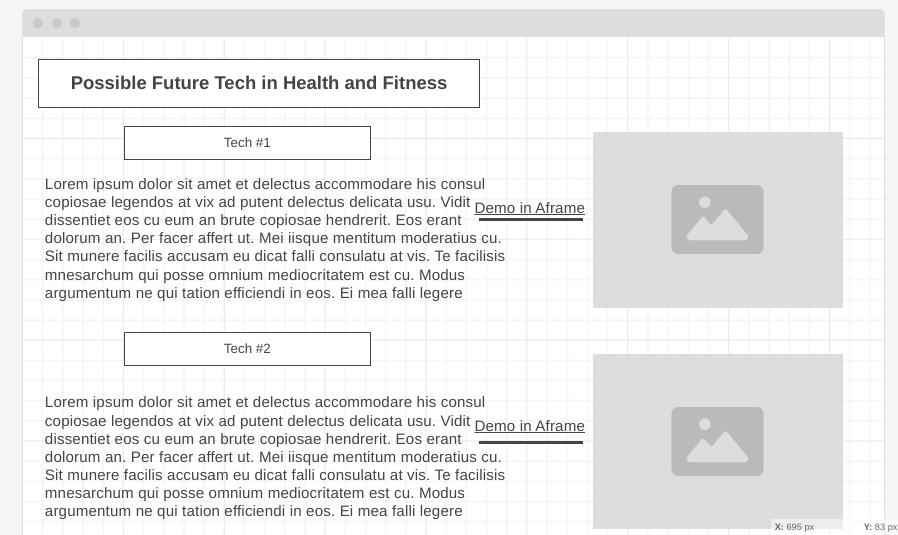 Possible Future Tech in Health and Fitness
Tech #1
Lorem ipsum dolor sit amet et delectus accommodare his consul
copiosae legendos at vix ad putent delectus delicata usu. Vidit
dissentiet eos cu eum an brute copiosae hendrerit. Eos erant
dolorum an. Per facer affert ut. Mei iisque mentitum moderatius cu.
Sit munere facilis accusam eu dicat falli consulatu at vis. Te facilisis
mnesarchum qui posse omnium mediocritatem est cu. Modus
argumentum ne qui tation efficiendi in eos. Ei mea falli legere
Demo in Aframe
Tech #2
Lorem ipsum dolor sit amet et delectus accommodare his consul
copiosae legendos at vix ad putent delectus delicata usu. Vidit
dissentiet eos cu eum an brute copiosae hendrerit. Eos erant
dolorum an. Per facer affert ut. Mei iisque mentitum moderatius cu.
Sit munere facilis accusam eu dicat falli consulatu at vis. Te facilisis
mnesarchum qui posse omnium mediocritatem est cu. Modus
argumentum ne qui tation efficiendi in eos. Ei mea falli legere
Demo in Aframe
X: 695 px Y: 83 px